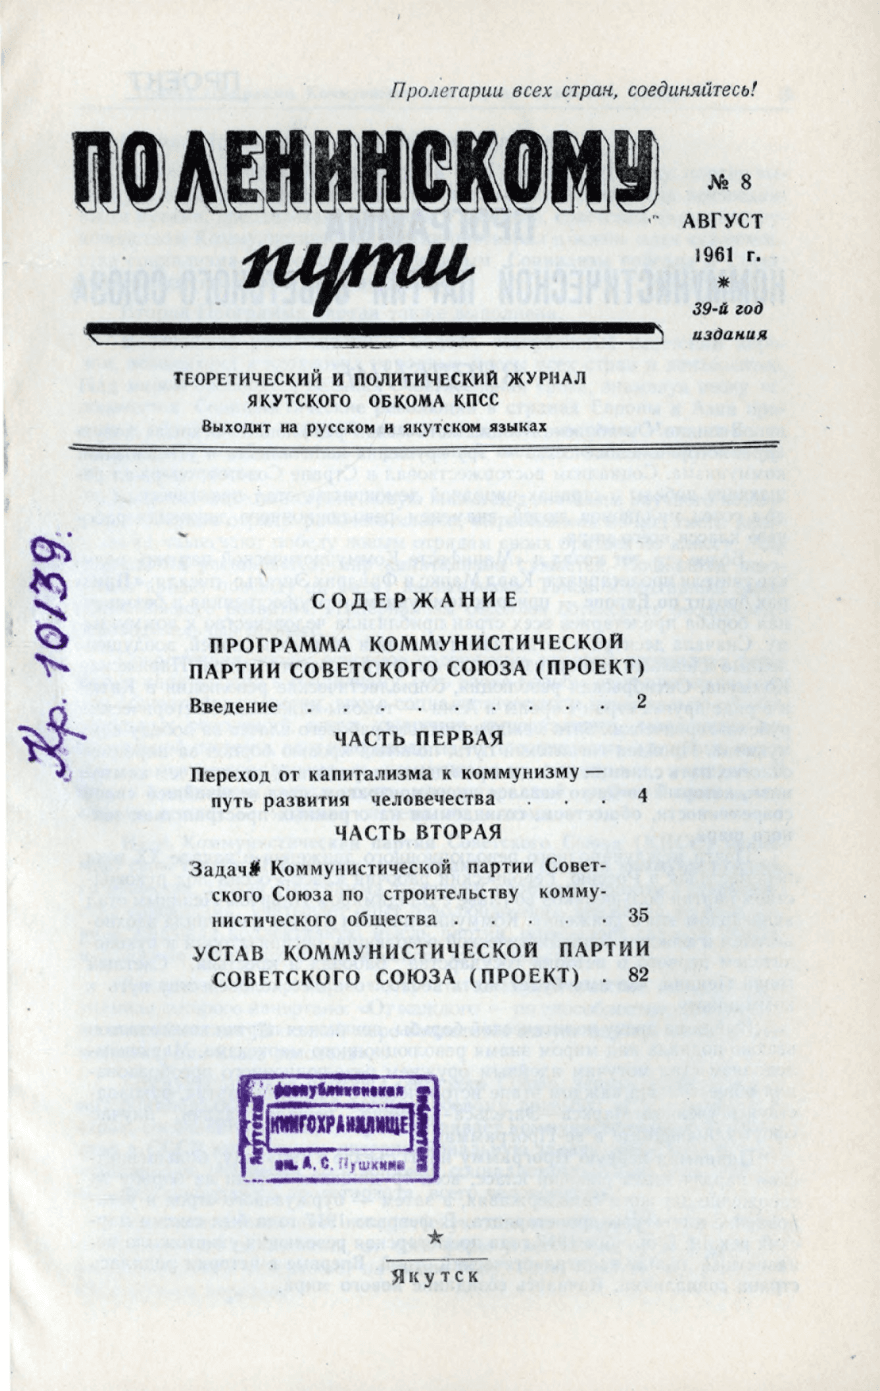 Пролетарии всех стран, соединяйтесь!
ПО ЛЕНИНСКОМУ
пути
№ 8
АВГУСТ
1961 г.
*
39-й год
издания
ТЕОРЕТИЧЕСКИЙ И ПОЛИТИЧЕСКИЙ ЖУРНАЛ
ЯКУТСКОГО ОБКОМА КПСС
Выходит на русском и якутском языках
Кр. 10139.
СОДЕРЖАНИЕ
ПРОГРАММА КОММУНИСТИЧЕСКОЙ
ПАРТИИ СОВЕТСКОГО СОЮЗА (ПРОЕКТ)
Введение . . . . . . . . . 2
ЧАСТЬ ПЕРВАЯ
Переход от капитализма к коммунизму —
путь развития человечества . . . 4
ЧАСТЬ ВТОРАЯ
Задачи Коммунистической партии Совет-
ского Союза по строительству комму-
нистического общества . . . . 35
УСТАВ КОММУНИСТИЧЕСКОЙ ПАРТИИ
СОВЕТСКОГО СОЮЗА (ПРОЕКТ) 82
Якутская
республиканская
библиотека
КНИГОХРАНИЛИЩЕ
им. А. С. Пушкина
Якутск